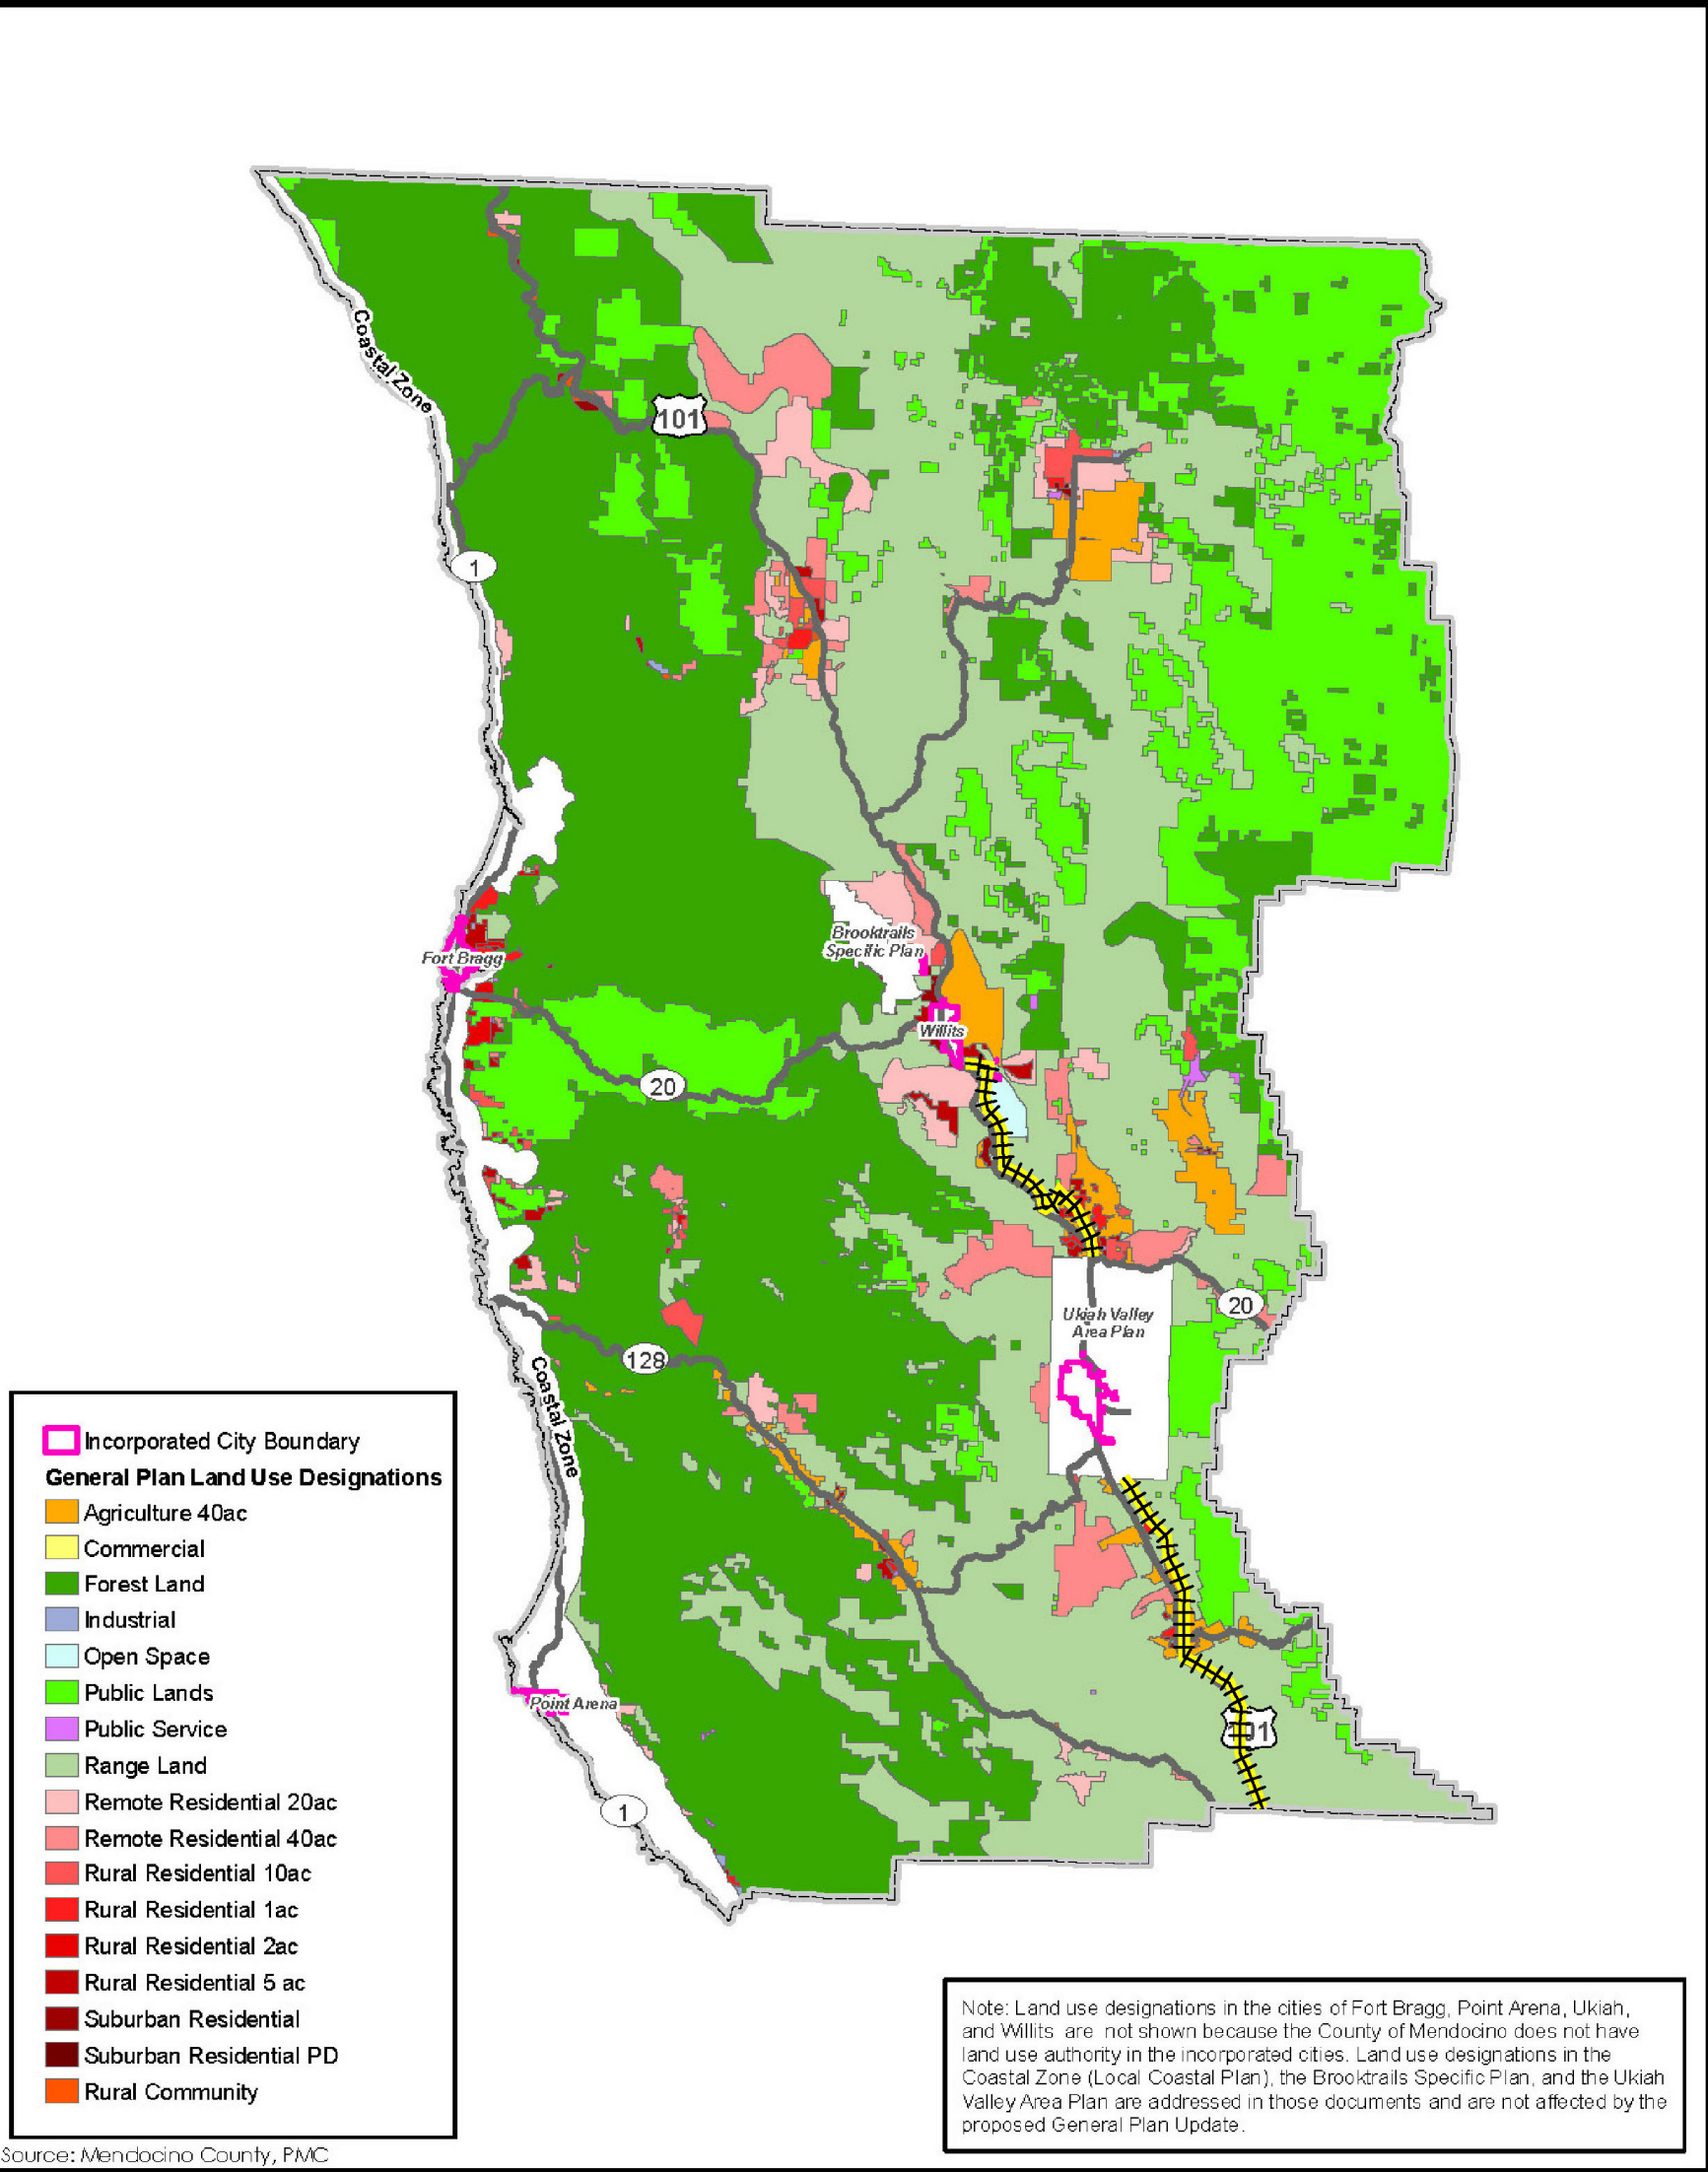 Coastal Zone
101
1
Brooktrails
Specific Plan
Fort Bragg
Willits
20
20
Ukiah Valley
Area Plan
128
Coastal Zone
Point Arena
101
1
Incorporated City Boundary
General Plan Land Use Designations
Agriculture 40ac
Commercial
Forest Land
Industrial
Open Space
Public Lands
Public Service
Range Land
Remote Residential 20ac
Remote Residential 40ac
Rural Residential 10ac
Rural Residential 1ac
Rural Residential 2ac
Rural Residential 5 ac
Suburban Residential
Suburban Residential PD
Rural Community
Note: Land use designations in the cities of Fort Bragg, Point Arena, Ukiah,
and Willits are not shown because the County of Mendocino does not have
land use authority in the incorporated cities. Land use designations in the
Coastal Zone (Local Coastal Plan), the Brooktrails Specific Plan, and the Ukiah
Valley Area Plan are addressed in those documents and are not affected by the
proposed General Plan Update.
Source: Mendocino County, PMC